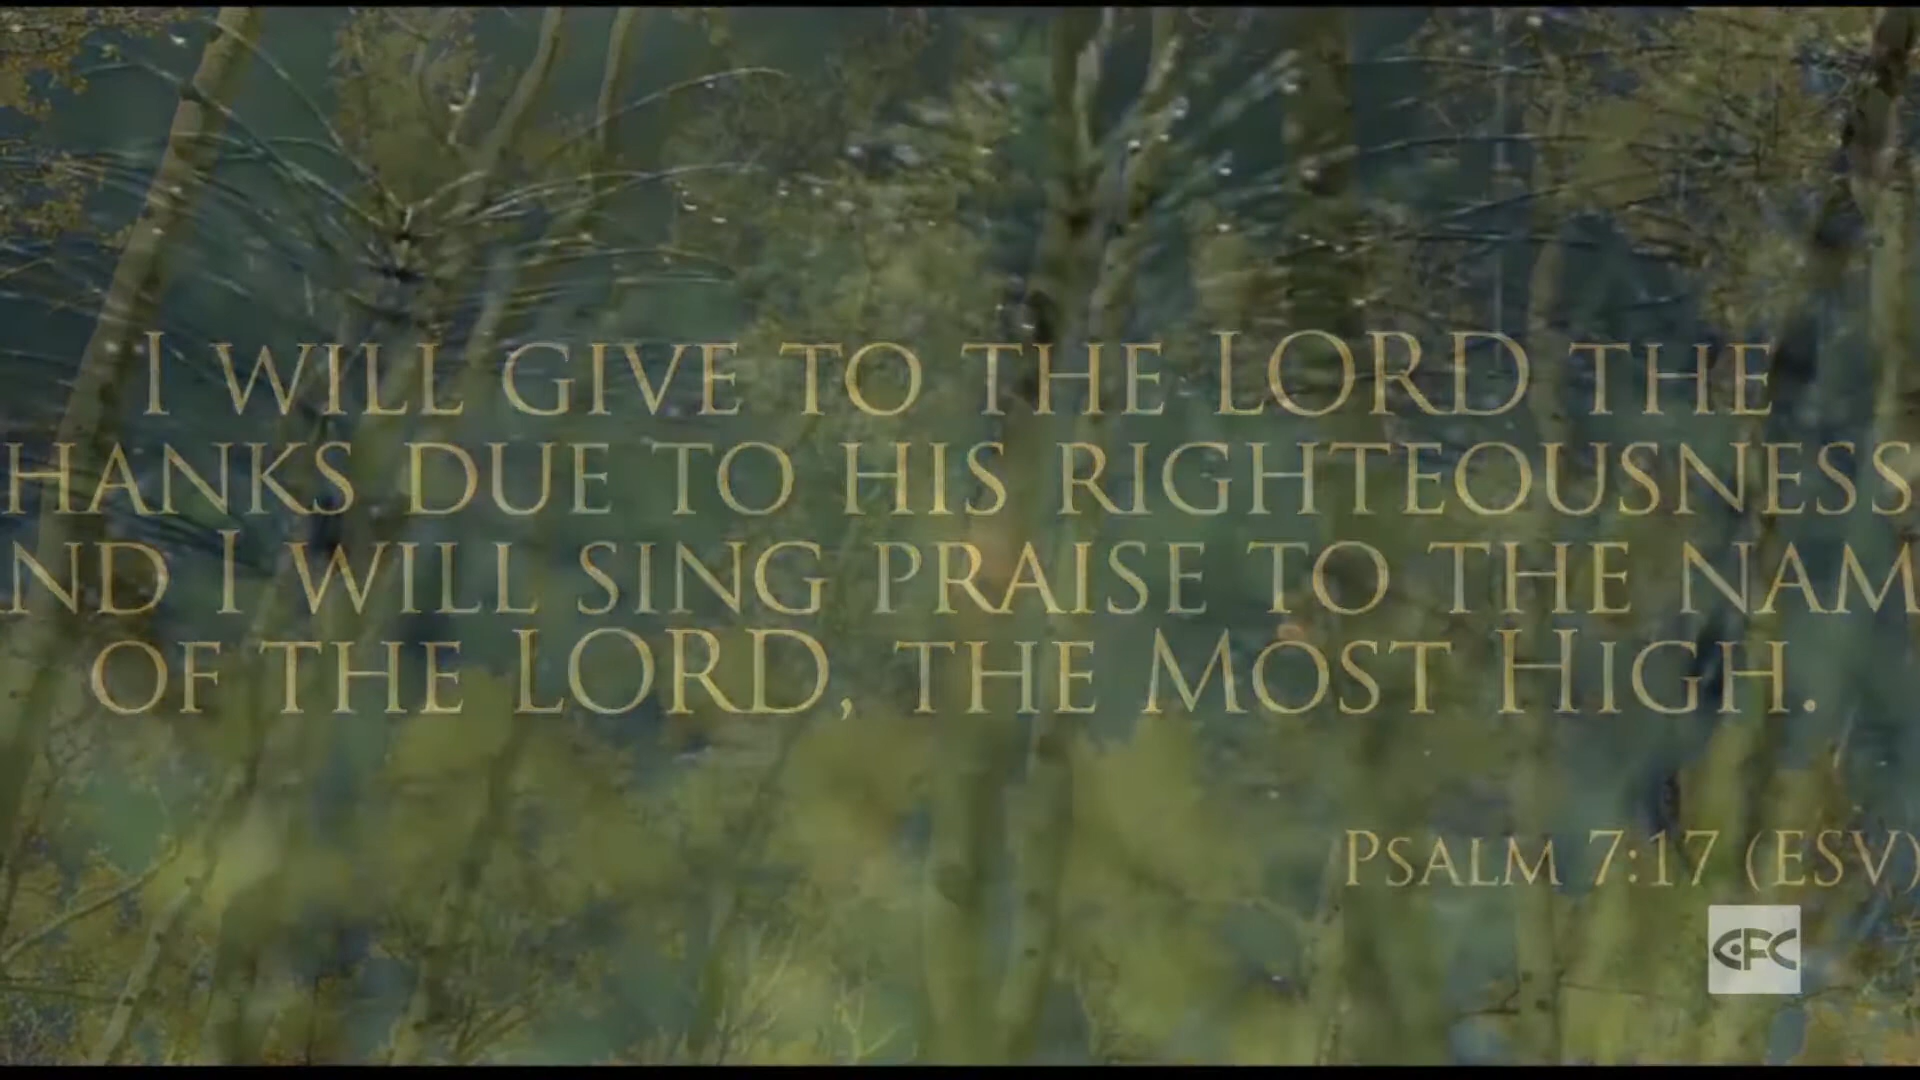 I will give to the LORD the
hanks due to his righteousness
nd I will sing praise to the nam
of the LORD, the Most High.
Psalm 7:17 (ESV)
CFC